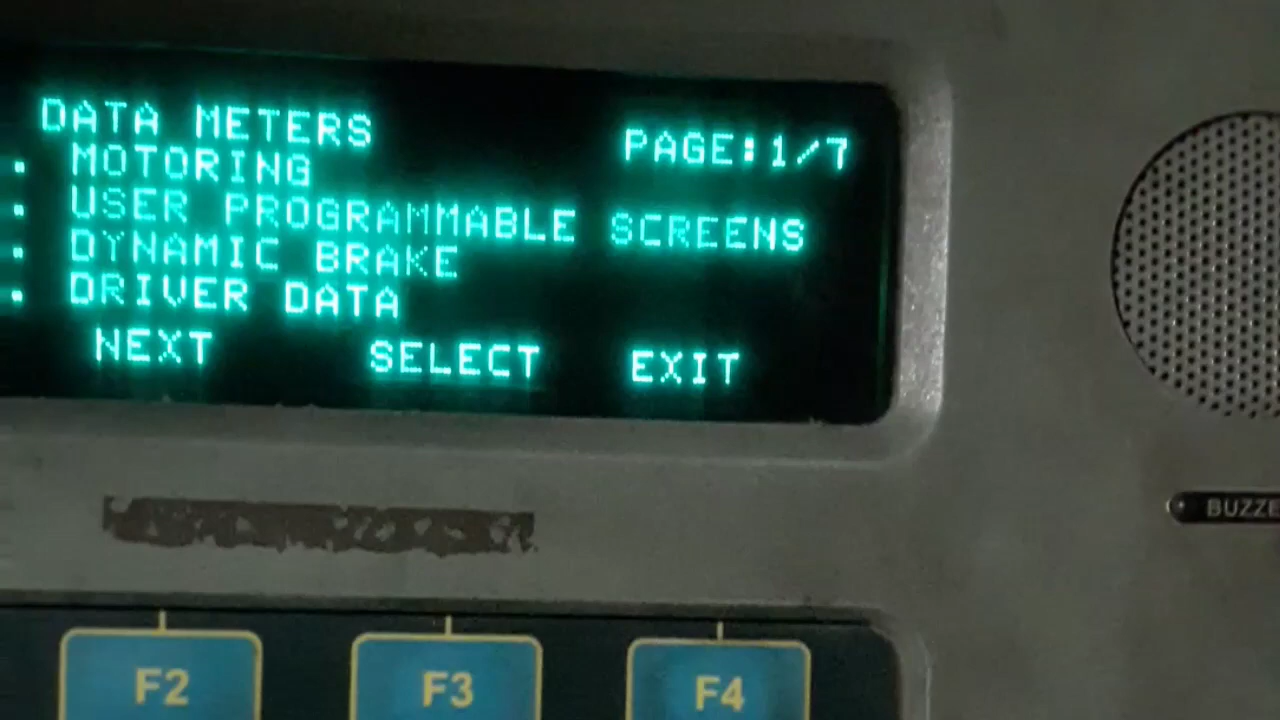 DATA METERS PAGE:1/7
. MOTORING
. USER PROGRAMMABLE SCREENS
. DYNAMIC BRAKE
. DRIVER DATA
NEXT SELECT EXIT
F2 F3 F4